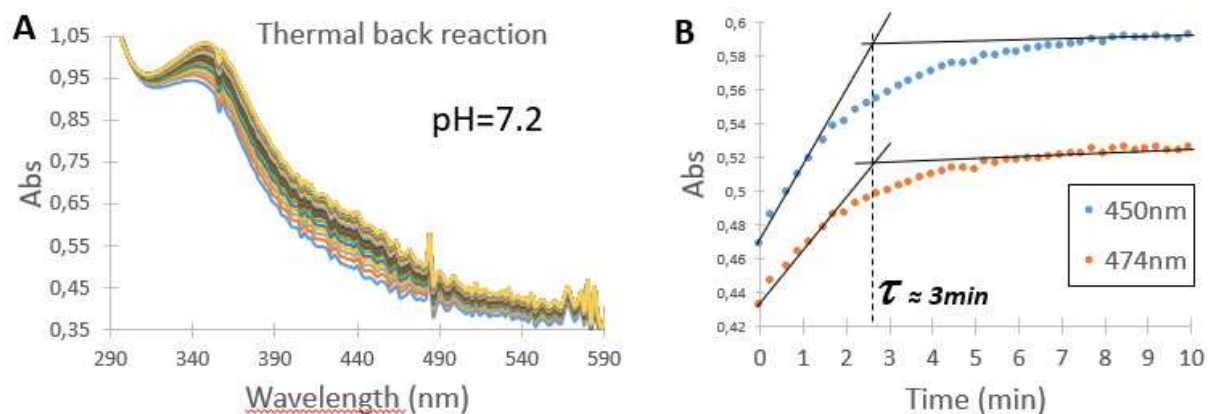 A
Thermal back reaction
pH=7.2
1,05
0,95
0,85
0,75
0,65
0,55
0,45
0,35
Abs
290 340 390 440 490 540 590
Wavelength (nm)
B
0,6
0,58
0,56
0,54
0,52
0,5
0,48
0,46
0,44
0,42
Abs
450nm
474nm
τ ≈ 3min
0 1 2 3 4 5 6 7 8 9 10
Time (min)